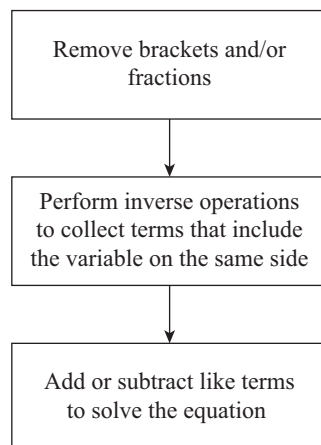 Remove brackets and/or
fractions
Perform inverse operations
to collect terms that include
the variable on the same side
Add or subtract like terms
to solve the equation